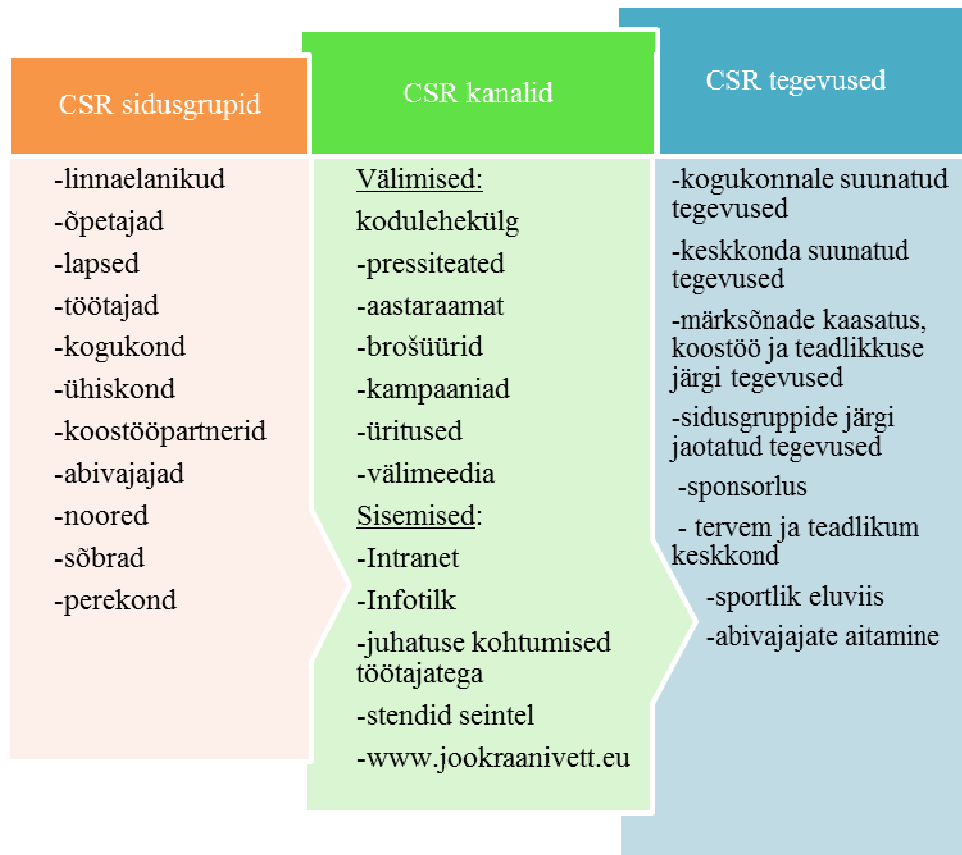 CSR sidusgrupid
-linnaelanikud
-õpetajad
-lapsed
-töötajad
-kogukond
-ühiskond
-koostööpartnerid
-abivajajad
-noored
-sõbrad
-perekond
CSR kanalid
Välimised:
kodulehekülg
-pressiteated
-aastaraamat
-brošüürid
-kampaaniad
-üritused
-välimeedia
Sisemised:
-Intranet
-Infotilk
-juhatuse kohtumised
töötajatega
-stendid seintel
-www.jookraanivett.eu
CSR tegevused
-kogukonnale suunatud
tegevused
-keskkonda suunatud
tegevused
-märksõnade kaasatus,
koostöö ja teadlikkuse
järgi tegevused
-sidusgruppide järgi
jaotatud tegevused
-sponsorlus
- tervem ja teadlikum
keskkond
-sportlik eluviis
-abivajajate aitamine